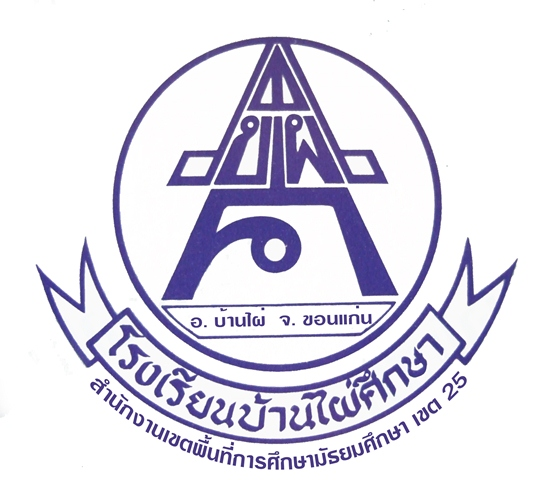 บ ผ
อ. บ้านไผ่ จ. ขอนแก่น
โรงเรียนบ้านไผ่ศึกษา
สำนักงานเขตพื้นที่การศึกษามัธยมศึกษา เขต 25